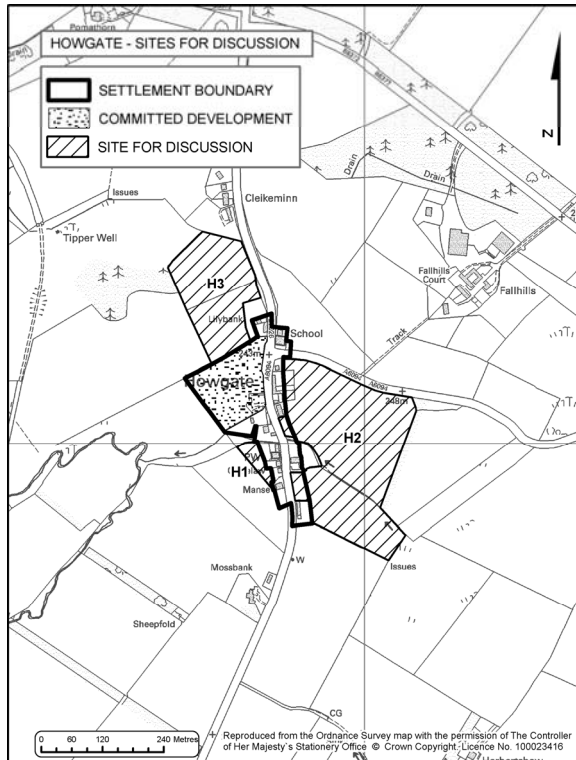 Pomathorn
HOWGATE - SITES FOR DISCUSSION
SETTLEMENT BOUNDARY
COMMITTED DEVELOPMENT
SITE FOR DISCUSSION
N
Drain
Drain
Issues
Cleikeminn
Tipper Well
H3
Fallhills
Court
Fallhills
Lilybank
School
Track
243m
A6094
A6094
Howgate
248m
H2
PW
H1
Manse
W
Issues
Mossbank
Sheepfold
CG
0 60 120 240 Metres
Reproduced from the Ordnance Survey map with the permission of The Controller
of Her Majesty`s Stationery Office © Crown Copyright. Licence No. 100023416